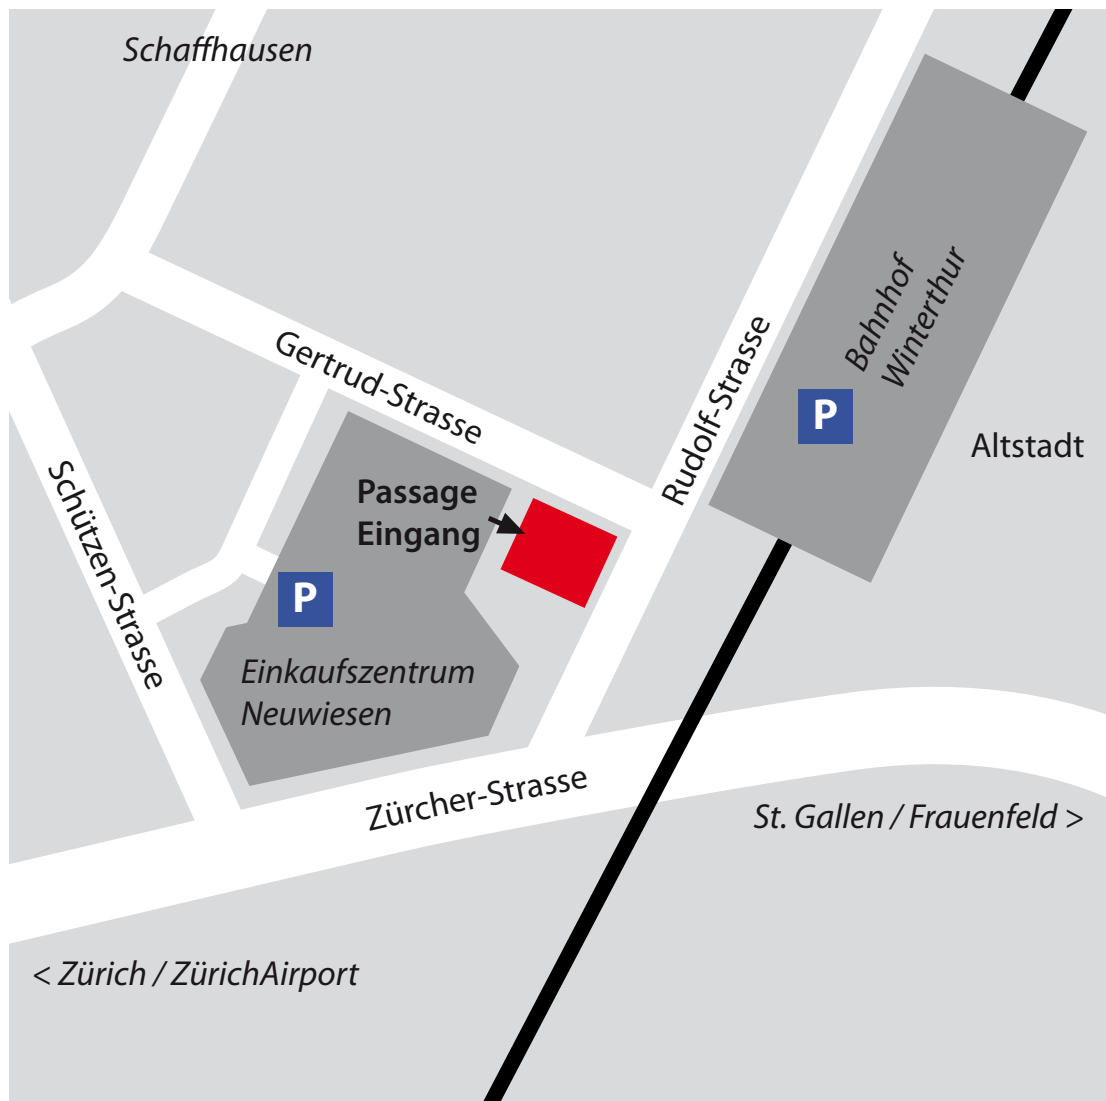 Schaffhausen
Bahnhof
Winterthur
Gertrud-Strasse
Rudolf-Strasse
P
Altstadt
Schützen-Strasse
Passage
Eingang
P
Einkaufszentrum
Neuwiesen
Zürcher-Strasse
St. Gallen / Frauenfeld >
< Zürich / ZürichAirport